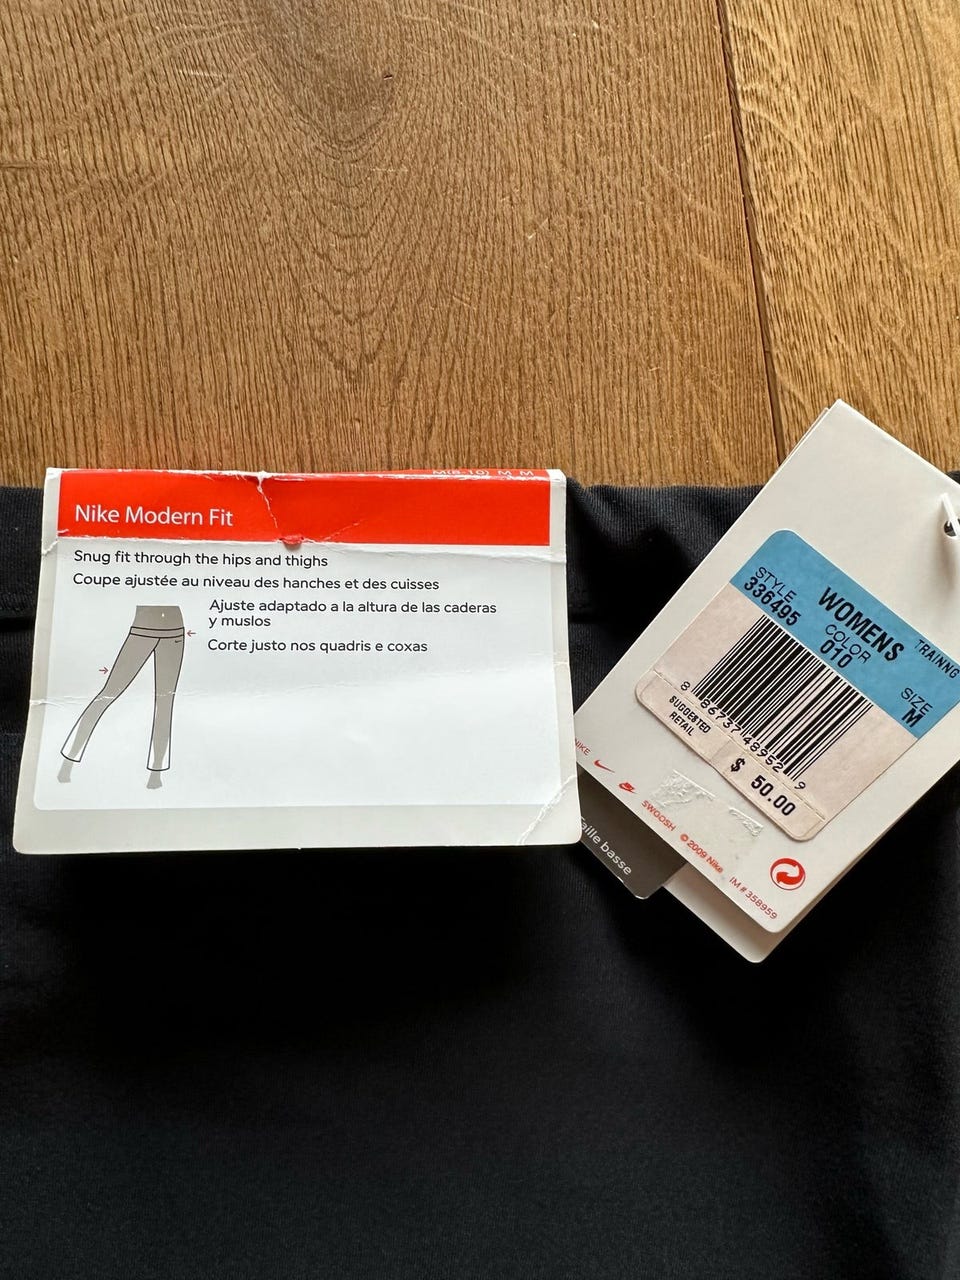 M(8-10) M M
Nike Modern Fit
Snug fit through the hips and thighs
Coupe ajustée au niveau des hanches et des cuisses
Ajuste adaptado a la altura de las caderas
y muslos
Corte justo nos quadris e coxas
STYLE
336495
WOMENS
TRAINNG
COLOR
010
SIZE
M
8 86737 48952 9
SUGGESTED
RETAIL
$ 50.00
NIKE
SWOOSH © 2009 Nike
IM # 358959
Taille basse